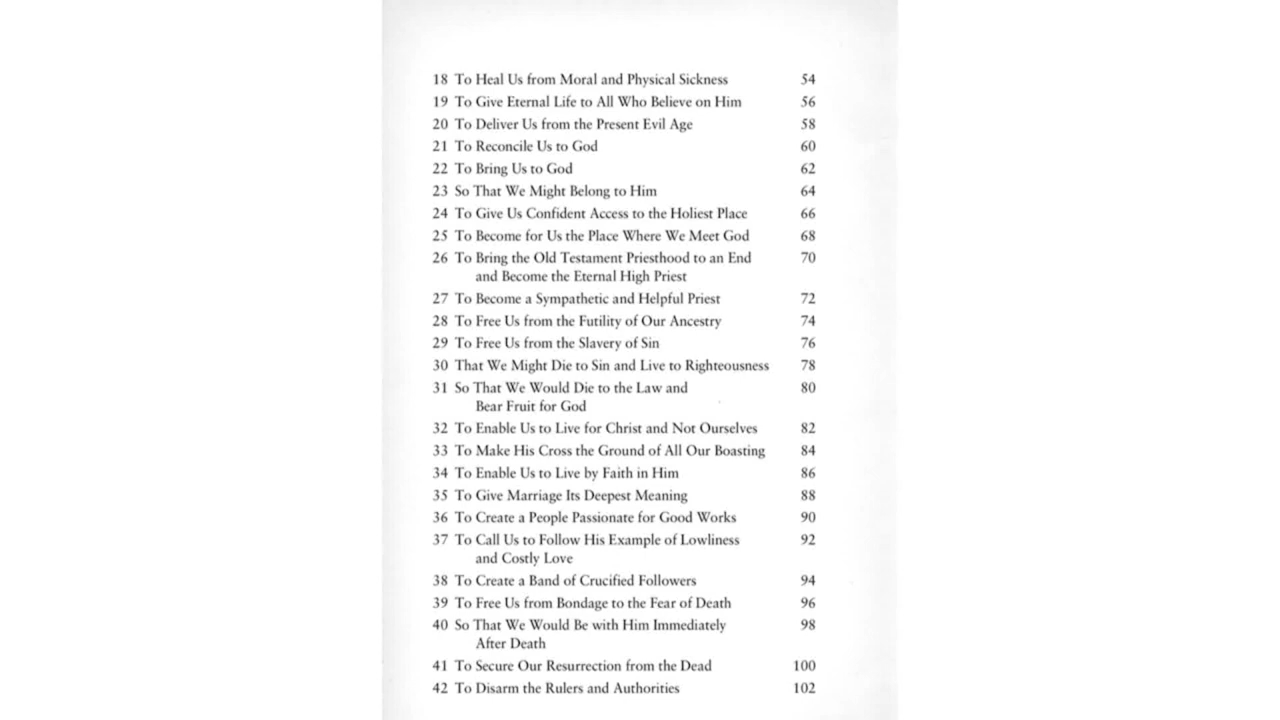 18 To Heal Us from Moral and Physical Sickness 54
19 To Give Eternal Life to All Who Believe on Him 56
20 To Deliver Us from the Present Evil Age 58
21 To Reconcile Us to God 60
22 To Bring Us to God 62
23 So That We Might Belong to Him 64
24 To Give Us Confident Access to the Holiest Place 66
25 To Become for Us the Place Where We Meet God 68
26 To Bring the Old Testament Priesthood to an End 70
and Become the Eternal High Priest
27 To Become a Sympathetic and Helpful Priest 72
28 To Free Us from the Futility of Our Ancestry 74
29 To Free Us from the Slavery of Sin 76
30 That We Might Die to Sin and Live to Righteousness 78
31 So That We Would Die to the Law and 80
Bear Fruit for God
32 To Enable Us to Live for Christ and Not Ourselves 82
33 To Make His Cross the Ground of All Our Boasting 84
34 To Enable Us to Live by Faith in Him 86
35 To Give Marriage Its Deepest Meaning 88
36 To Create a People Passionate for Good Works 90
37 To Call Us to Follow His Example of Lowliness 92
and Costly Love
38 To Create a Band of Crucified Followers 94
39 To Free Us from Bondage to the Fear of Death 96
40 So That We Would Be with Him Immediately 98
After Death
41 To Secure Our Resurrection from the Dead 100
42 To Disarm the Rulers and Authorities 102